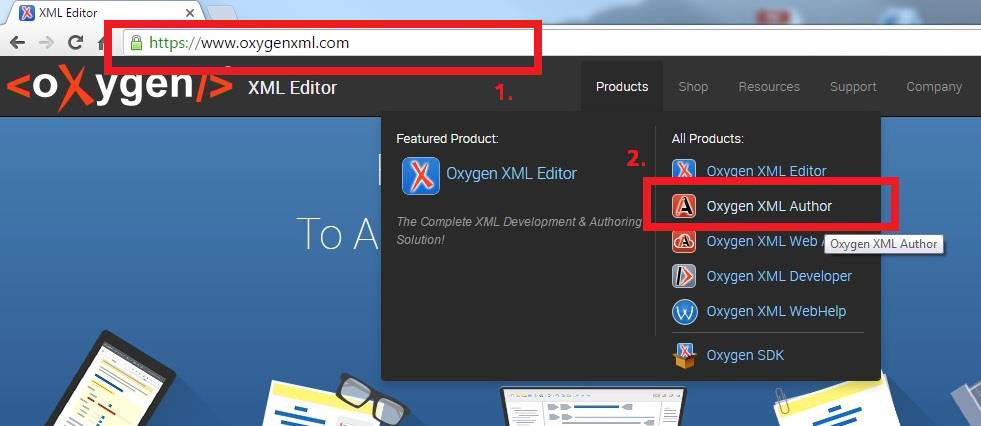 XML Editor
https://www.oxygenxml.com
1.
<oXygen/> XML Editor
Products Shop Resources Support Company
Featured Product:
Oxygen XML Editor
The Complete XML Development & Authoring
Solution!
All Products:
2.
Oxygen XML Editor
Oxygen XML Author
Oxygen XML Web A
Oxygen XML Author
Oxygen XML Developer
Oxygen XML WebHelp
Oxygen SDK
To A